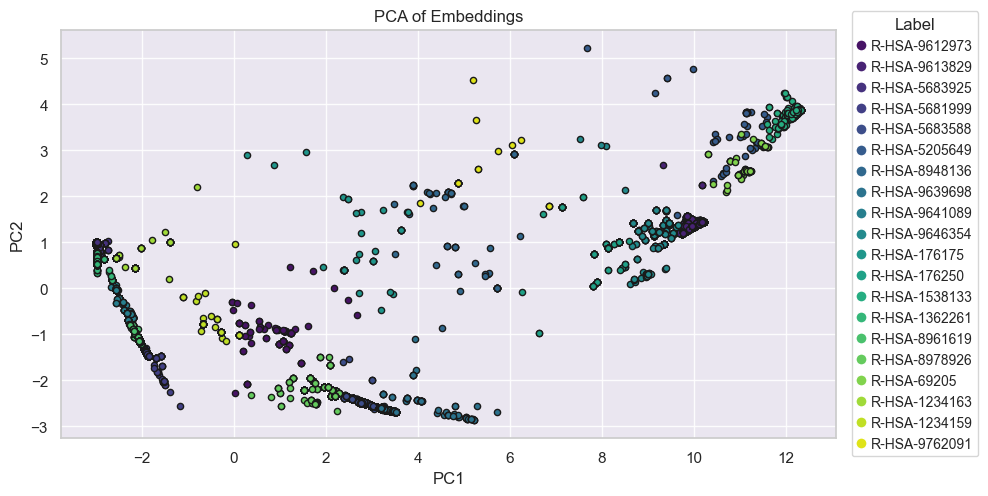 PCA of Embeddings
Label
R-HSA-9612973
R-HSA-9613829
R-HSA-5683925
R-HSA-5681999
R-HSA-5683588
R-HSA-5205649
R-HSA-8948136
R-HSA-9639698
R-HSA-9641089
R-HSA-9646354
R-HSA-176175
R-HSA-176250
R-HSA-1538133
R-HSA-1362261
R-HSA-8961619
R-HSA-8978926
R-HSA-69205
R-HSA-1234163
R-HSA-1234159
R-HSA-9762091
PC2
5
4
3
2
1
0
−1
−2
−3
−2 0 2 4 6 8 10 12
PC1